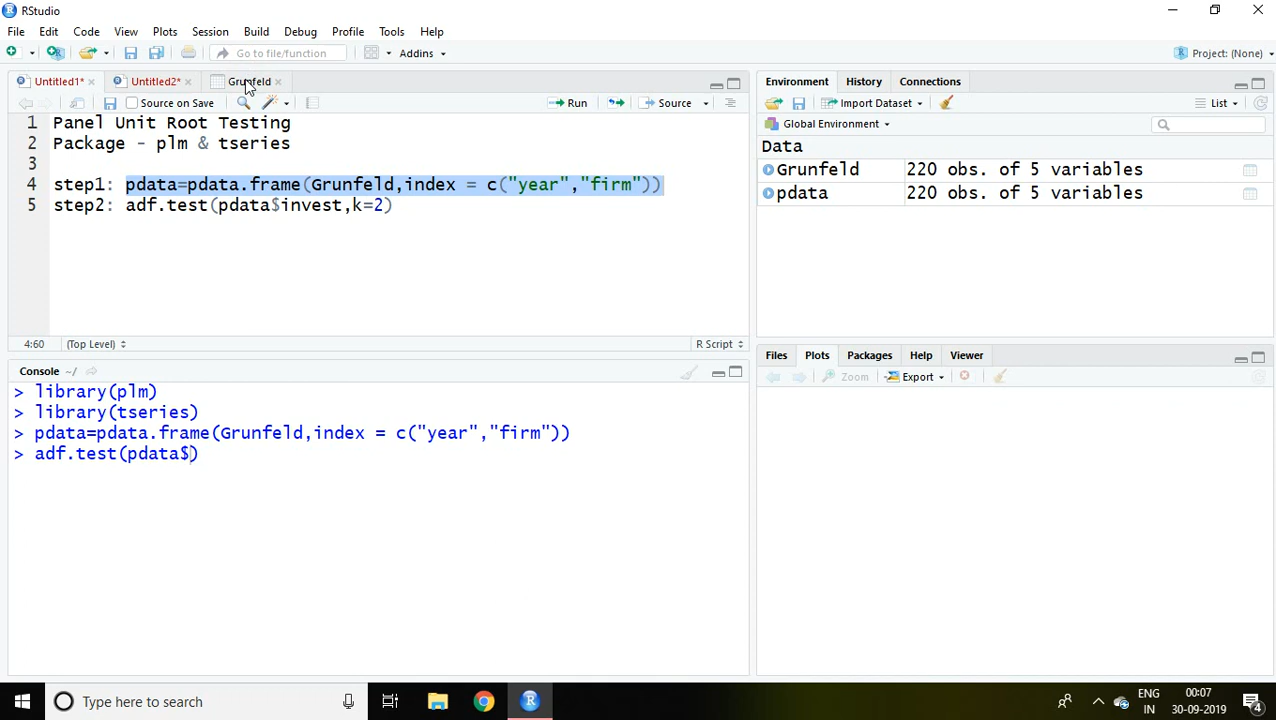 RStudio
File Edit Code View Plots Session Build Debug Profile Tools Help
Go to file/function Addins Project: (None)
Untitled1* Untitled2* Grunfeld
Source on Save Run Source
1 Panel Unit Root Testing
2 Package - plm & tseries
3
4 step1: pdata=pdata.frame(Grunfeld,index = c("year","firm"))
5 step2: adf.test(pdata$invest,k=2)
4:60 (Top Level) R Script
Console ~/
> library(plm)
> library(tseries)
> pdata=pdata.frame(Grunfeld,index = c("year","firm"))
> adf.test(pdata$)
Environment History Connections
Import Dataset List
Global Environment
Data
Grunfeld 220 obs. of 5 variables
pdata 220 obs. of 5 variables
Files Plots Packages Help Viewer
Zoom Export
Type here to search
ENG 00:07
IN 30-09-2019
4